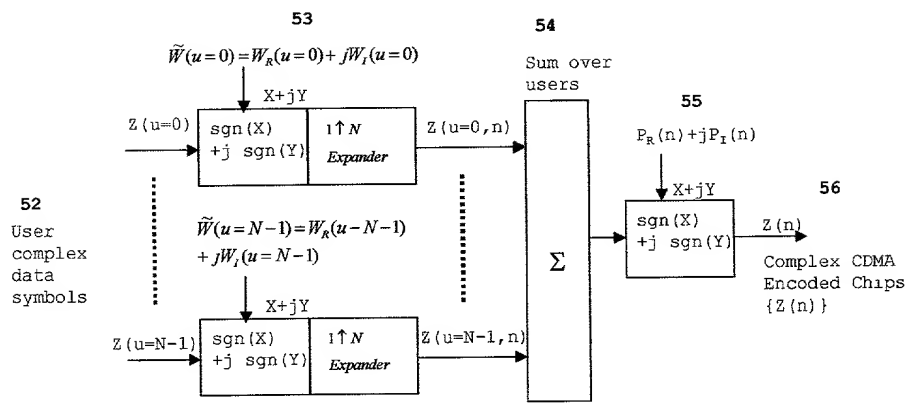 53
54
W̃(u=0)=W_R(u=0)+jW_I(u=0)
Sum over
users
55
X+jY
Z(u=0)
sgn(X)
+j sgn(Y)
1↑N
Expander
Z(u=0,n)
P_R(n)+jP_I(n)
X+jY
56
52
User
complex
data
symbols
W̃(u=N-1)=W_R(u-N-1)
+jW_I(u=N-1)
Σ
sgn(X)
+j sgn(Y)
Z(n)
Complex CDMA
Encoded Chips
{Z(n)}
X+jY
Z(u=N-1)
sgn(X)
+j sgn(Y)
1↑N
Expander
Z(u=N-1,n)